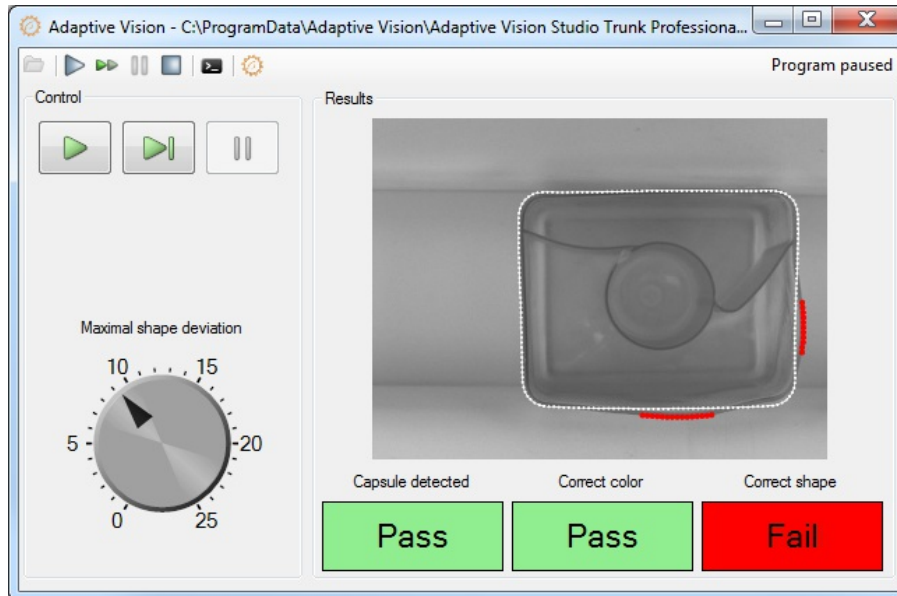 Adaptive Vision - C:\ProgramData\Adaptive Vision\Adaptive Vision Studio Trunk Professiona...
Program paused
Control
Results
Maximal shape deviation
10
15
5
20
0
25
Capsule detected
Correct color
Correct shape
Pass
Pass
Fail